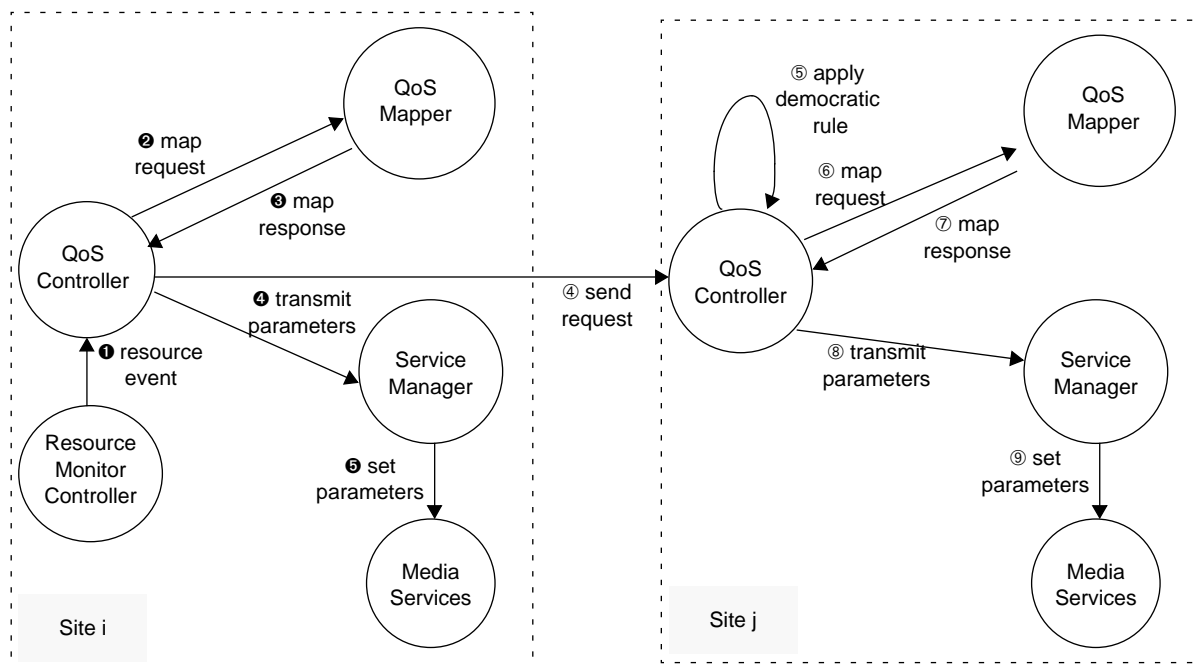 QoS
Mapper
❷ map
request
❸ map
response
QoS
Controller
❹ transmit
parameters
❶ resource
event
Service
Manager
Resource
Monitor
Controller
❺ set
parameters
Media
Services
Site i
④ send
request
⑤ apply
democratic
rule
QoS
Mapper
⑥ map
request
⑦ map
response
QoS
Controller
⑧ transmit
parameters
Service
Manager
⑨ set
parameters
Media
Services
Site j